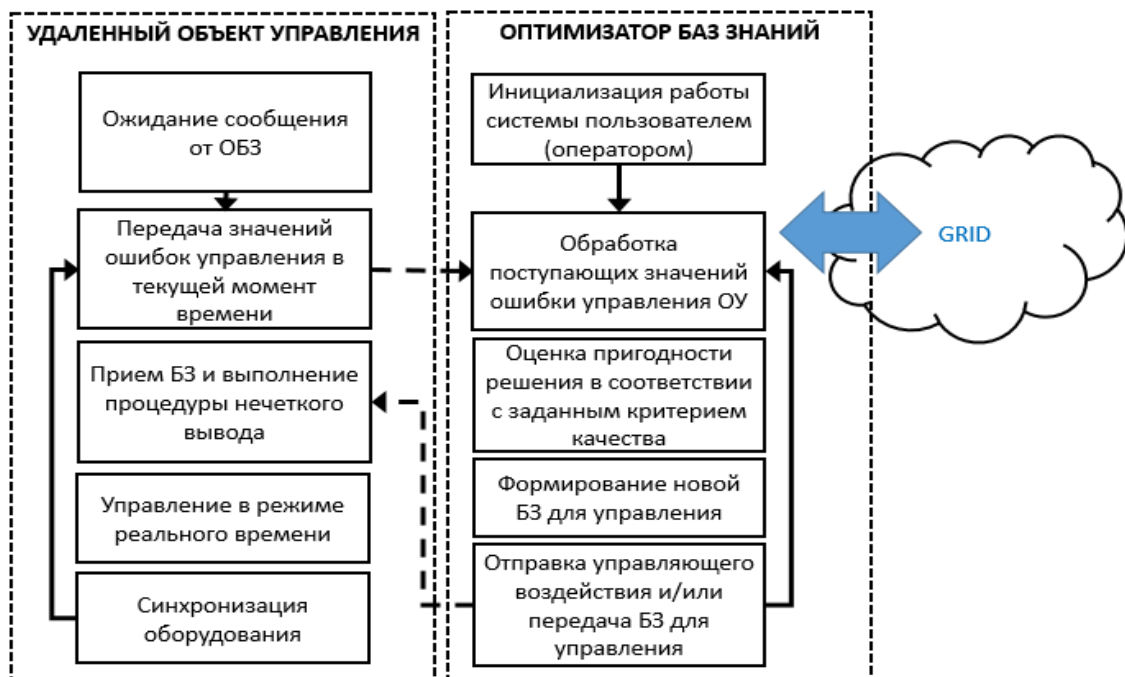 УДАЛЕННЫЙ ОБЪЕКТ УПРАВЛЕНИЯ
Ожидание сообщения
от ОБЗ
Передача значений
ошибок управления в
текущей момент
времени
Прием БЗ и выполнение
процедуры нечеткого
вывода
Управление в режиме
реального времени
Синхронизация
оборудования
ОПТИМИЗАТОР БАЗ ЗНАНИЙ
Инициализация работы
системы пользователем
(оператором)
Обработка
поступающих значений
ошибки управления ОУ
Оценка пригодности
решения в соответствии
с заданным критерием
качества
Формирование новой
БЗ для управления
Отправка управляющего
воздействия и/или
передача БЗ для
управления
GRID